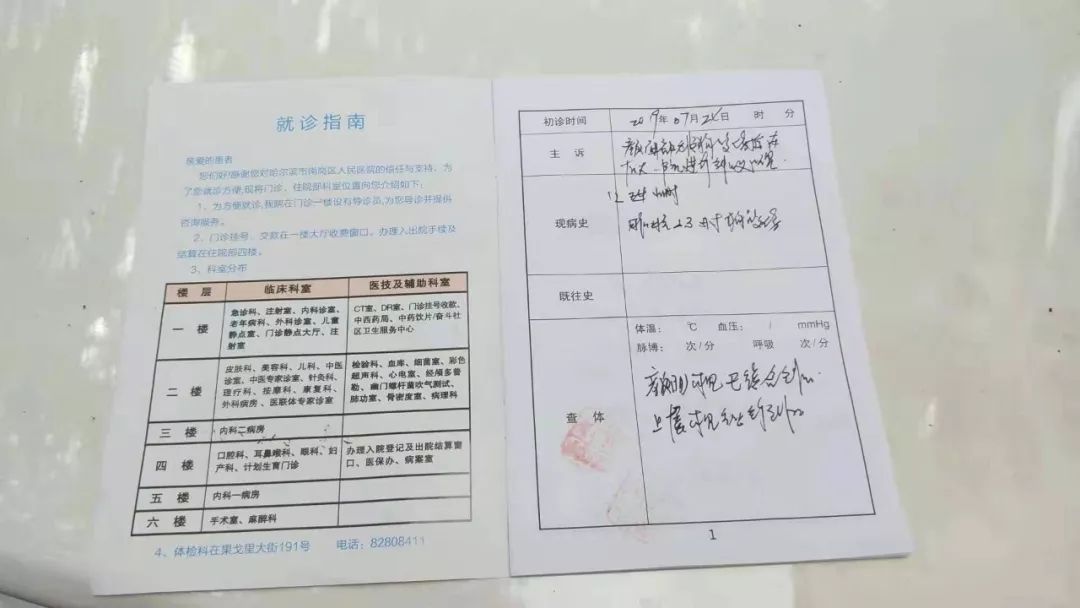 就诊指南
亲爱的患者
您们好!感谢您对哈尔滨市南岗区人民医院的信任与支持。为
了您就诊方便,现将门诊、住院部科室位置向您介绍如下:
1、为方便就诊,我院在门诊一楼设有导诊员,为您导诊并提供
咨询服务。
2、门诊挂号、交款在一楼大厅收费窗口。办理入出院手续及
结算在住院部四楼。
3、科室分布
楼 层 临床科室 医技及辅助科室
一 楼
急诊科、注射室、内科诊室、
老年病科、外科诊室、儿童
静点室、门诊静点大厅、注
射室
CT室、DR室、门诊挂号收款、
中西药局、中药饮片/奋斗社
区卫生服务中心
二 楼
皮肤科、美容科、儿科、中医
诊室、中医专家诊室、针灸科、
理疗科、按摩科、康复科、
外科病房、医联体专家诊室
检验科、血库、细菌室、彩色
超声科、心电室、经颅多普
勒、幽门螺杆菌吹气测试、
肺功室、骨密度室、病理科
三 楼 内科二病房
四 楼
口腔科、耳鼻喉科、眼科、妇
产科、计划生育门诊
办理入院登记及出院结算窗
口、医保办、病案室
五 楼 内科一病房
六 楼 手术室、麻醉科
4、体检科在果戈里大街191号 电话:82808411
初诊时间 2019年07月 日 时 分
主 诉
现病史
既往史
体温: ℃ 血压: / mmHg
脉搏: 次/分 呼吸 次/分
查 体
1